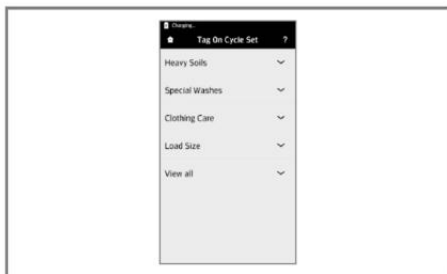 Charging..
Tag On Cycle Set ?
Heavy Soils
Special Washes
Clothing Care
Load Size
View all